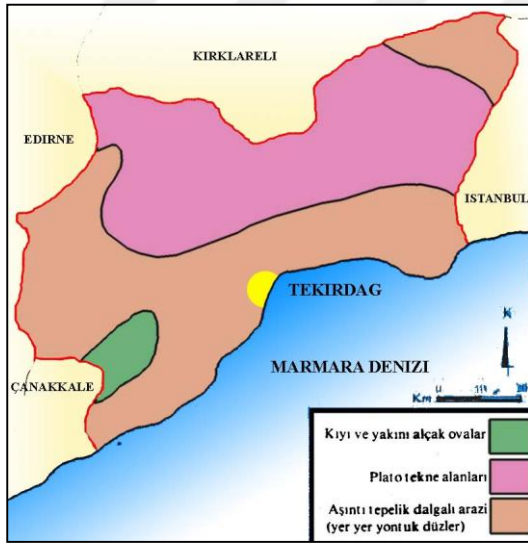 KIRKLARELI
EDIRNE
ISTANBUL
TEKIRDAG
K
MARMARA DENIZI
ÇANAKKALE
Km
Kıyı ve yakını alçak ovalar
Plato tekne alanları
Aşıntı tepelik dalgalı arazi
(yer yer yontuk düzler)